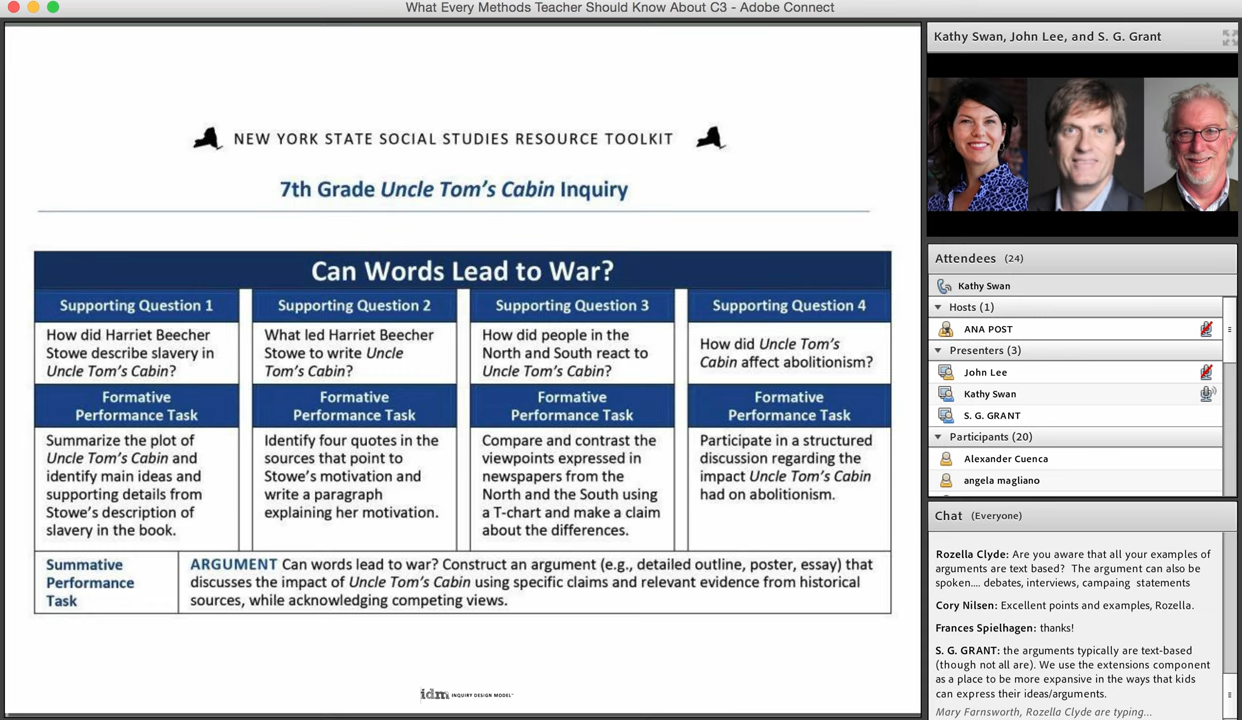 What Every Methods Teacher Should Know About C3 - Adobe Connect
NEW YORK STATE SOCIAL STUDIES RESOURCE TOOLKIT
7th Grade Uncle Tom's Cabin Inquiry
Can Words Lead to War?
Supporting Question 1
How did Harriet Beecher
Stowe describe slavery in
Uncle Tom's Cabin?
Formative
Performance Task
Summarize the plot of
Uncle Tom's Cabin and
identify main ideas and
supporting details from
Stowe's description of
slavery in the book.
Supporting Question 2
What led Harriet Beecher
Stowe to write Uncle
Tom's Cabin?
Formative
Performance Task
Identify four quotes in the
sources that point to
Stowe's motivation and
write a paragraph
explaining her motivation.
Supporting Question 3
How did people in the
North and South react to
Uncle Tom's Cabin?
Formative
Performance Task
Compare and contrast the
viewpoints expressed in
newspapers from the
North and the South using
a T-chart and make a claim
about the differences.
Supporting Question 4
How did Uncle Tom's
Cabin affect abolitionism?
Formative
Performance Task
Participate in a structured
discussion regarding the
impact Uncle Tom's Cabin
had on abolitionism.
Summative
Performance
Task
ARGUMENT Can words lead to war? Construct an argument (e.g., detailed outline, poster, essay) that
discusses the impact of Uncle Tom's Cabin using specific claims and relevant evidence from historical
sources, while acknowledging competing views.
idm INQUIRY DESIGN MODEL™
Kathy Swan, John Lee, and S. G. Grant
Attendees (24)
Kathy Swan
Hosts (1)
ANA POST
Presenters (3)
John Lee
Kathy Swan
S. G. GRANT
Participants (20)
Alexander Cuenca
angela magliano
Chat (Everyone)
Rozella Clyde: Are you aware that all your examples of
arguments are text based? The argument can also be
spoken.... debates, interviews, campaing statements
Cory Nilsen: Excellent points and examples, Rozella.
Frances Spielhagen: thanks!
S. G. GRANT: the arguments typically are text-based
(though not all are). We use the extensions component
as a place to be more expansive in the ways that kids
can express their ideas/arguments.
Mary Farnsworth, Rozella Clyde are typing...